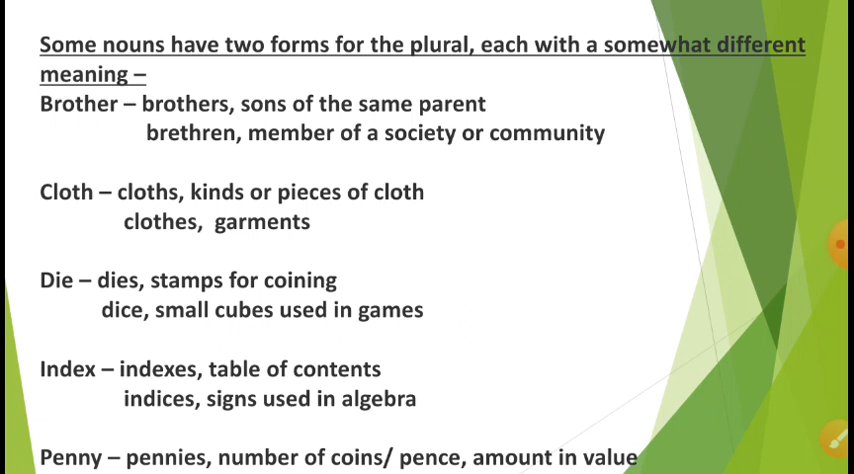 Some nouns have two forms for the plural, each with a somewhat different
meaning –
Brother – brothers, sons of the same parent
brethren, member of a society or community
Cloth – cloths, kinds or pieces of cloth
clothes, garments
Die – dies, stamps for coining
dice, small cubes used in games
Index – indexes, table of contents
indices, signs used in algebra
Penny – pennies, number of coins/ pence, amount in value